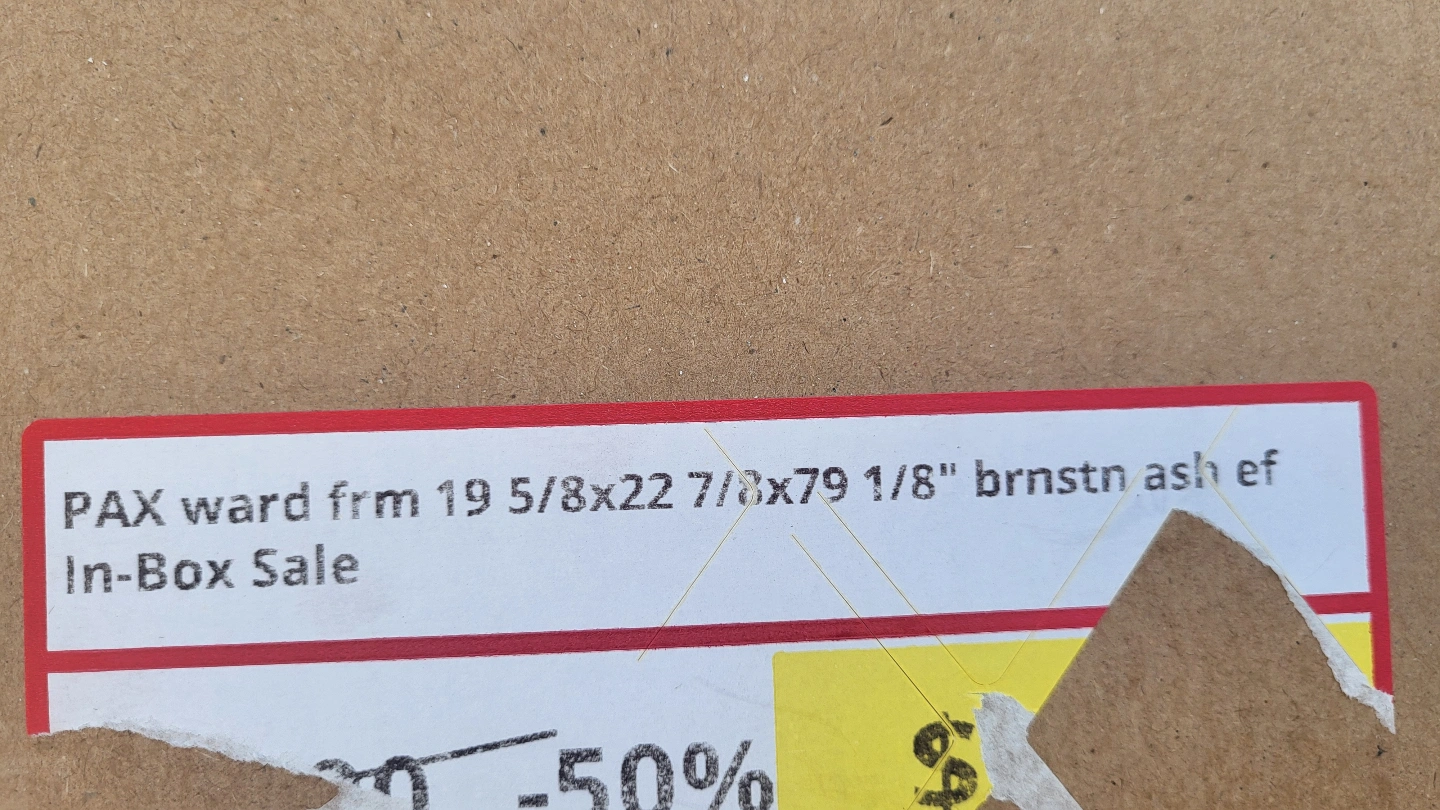 PAX ward frm 19 5/8x22 7/8x79 1/8" brnstn ash ef
In-Box Sale
-50% $